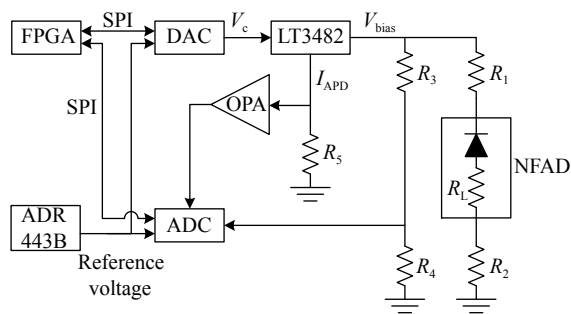 SPI
V_c
V_bias
FPGA
DAC
LT3482
I_APD
R_3
R_1
SPI
OPA
R_5
NFAD
R_L
ADR
443B
ADC
Reference
voltage
R_4
R_2